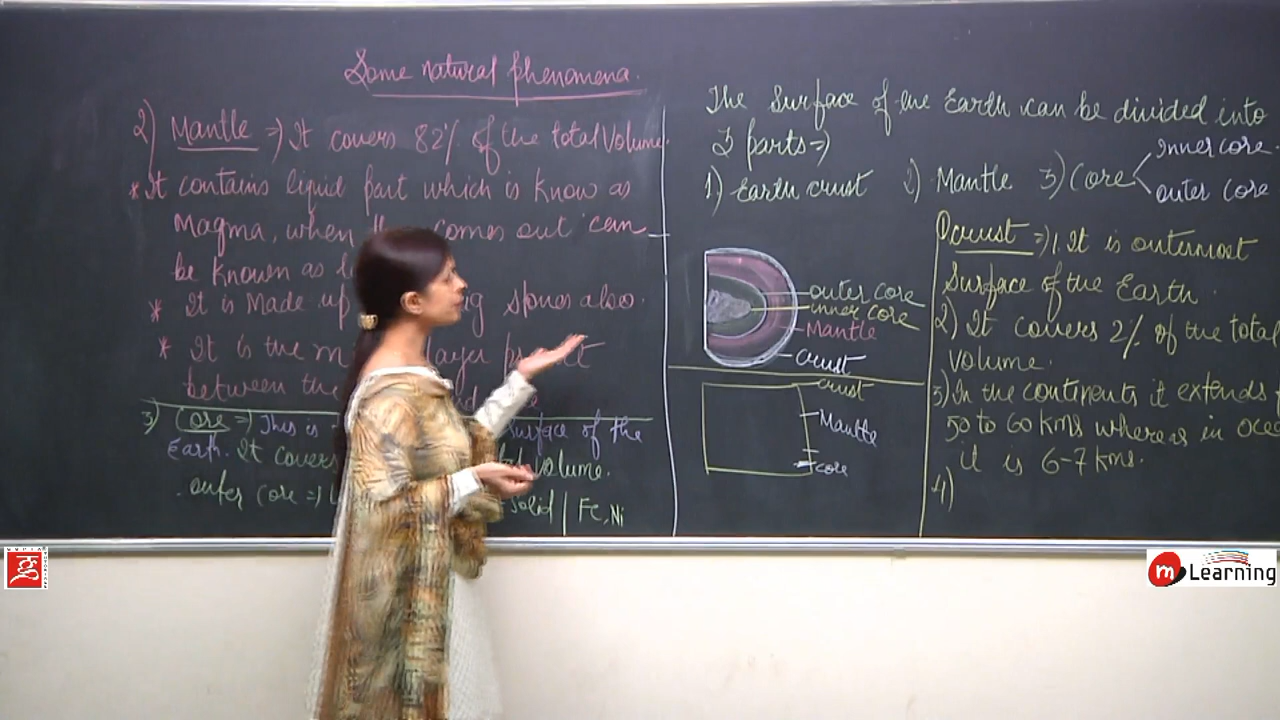 Some natural phenomena.
2) Mantle => It covers 82% of the total Volume.
* It contains liquid part which is know as
Magma, when comes out can
be known as
* It is Made up stones also.
* It is the layer
between the
3) Core => This is surface of the
Earth. It covers Volume.
outer core => solid | Fe, Ni
The Surface of the Earth can be divided into
3 parts =>
1) Earth crust 2) Mantle 3) Core
inner core.
outer core
outer core
inner core
Mantle
crust
crust
Mantle
core
1) crust => 1. It is outermost
Surface of the Earth.
2) It covers 2% of the total
volume.
3) In the continents it extends
50 to 60 kms whereas in
it is 6-7 kms.
4)
m Learning